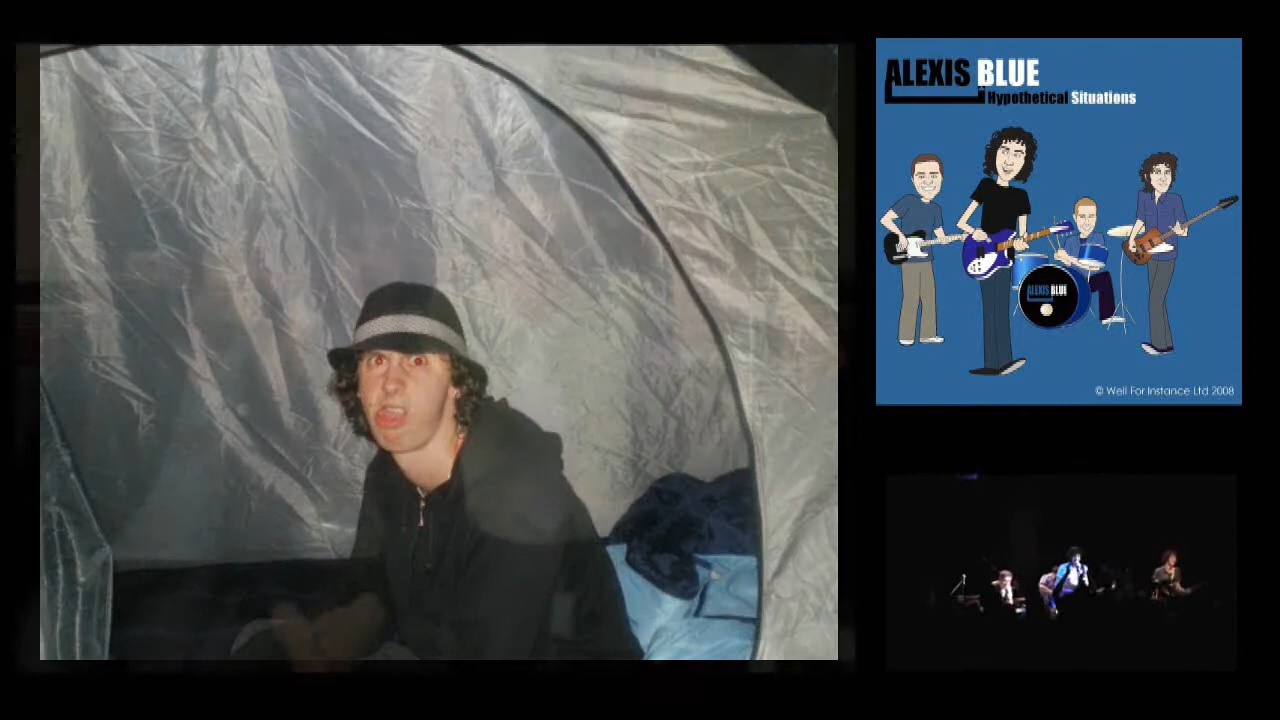 ALEXIS BLUE
Hypothetical Situations
ALEXIS BLUE
© Well For Instance Ltd 2008